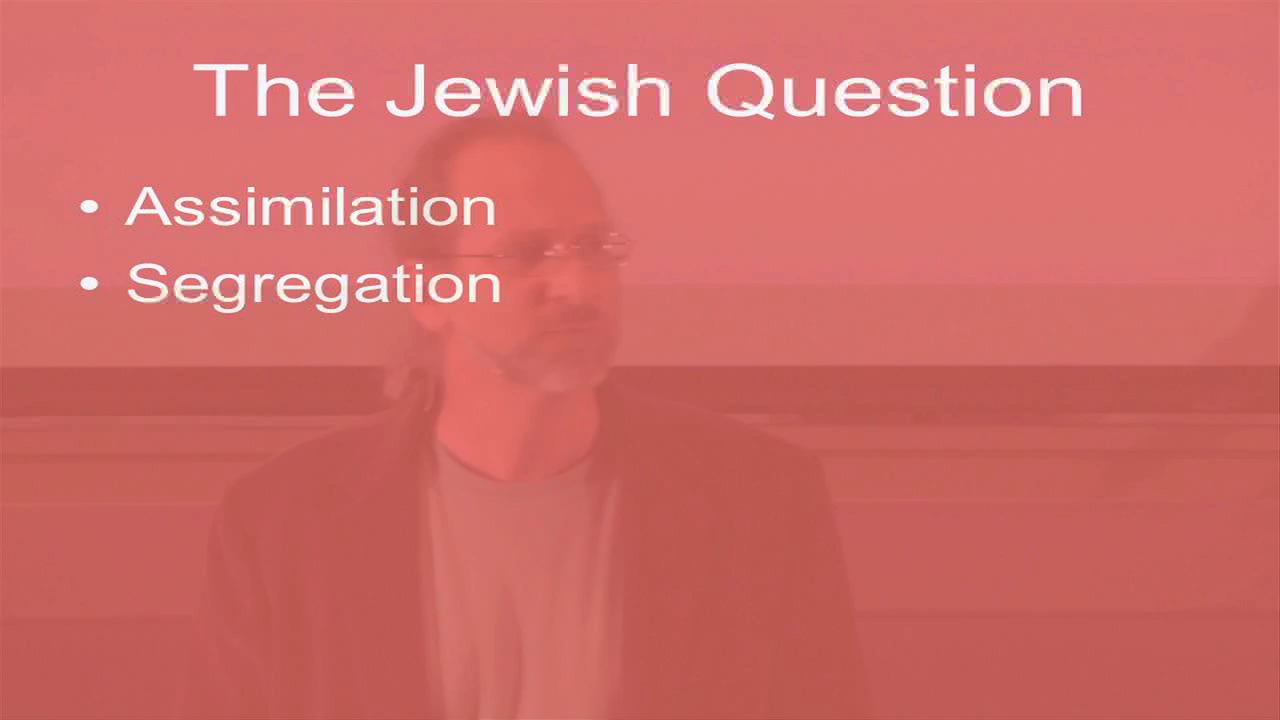 The Jewish Question
• Assimilation
• Segregation